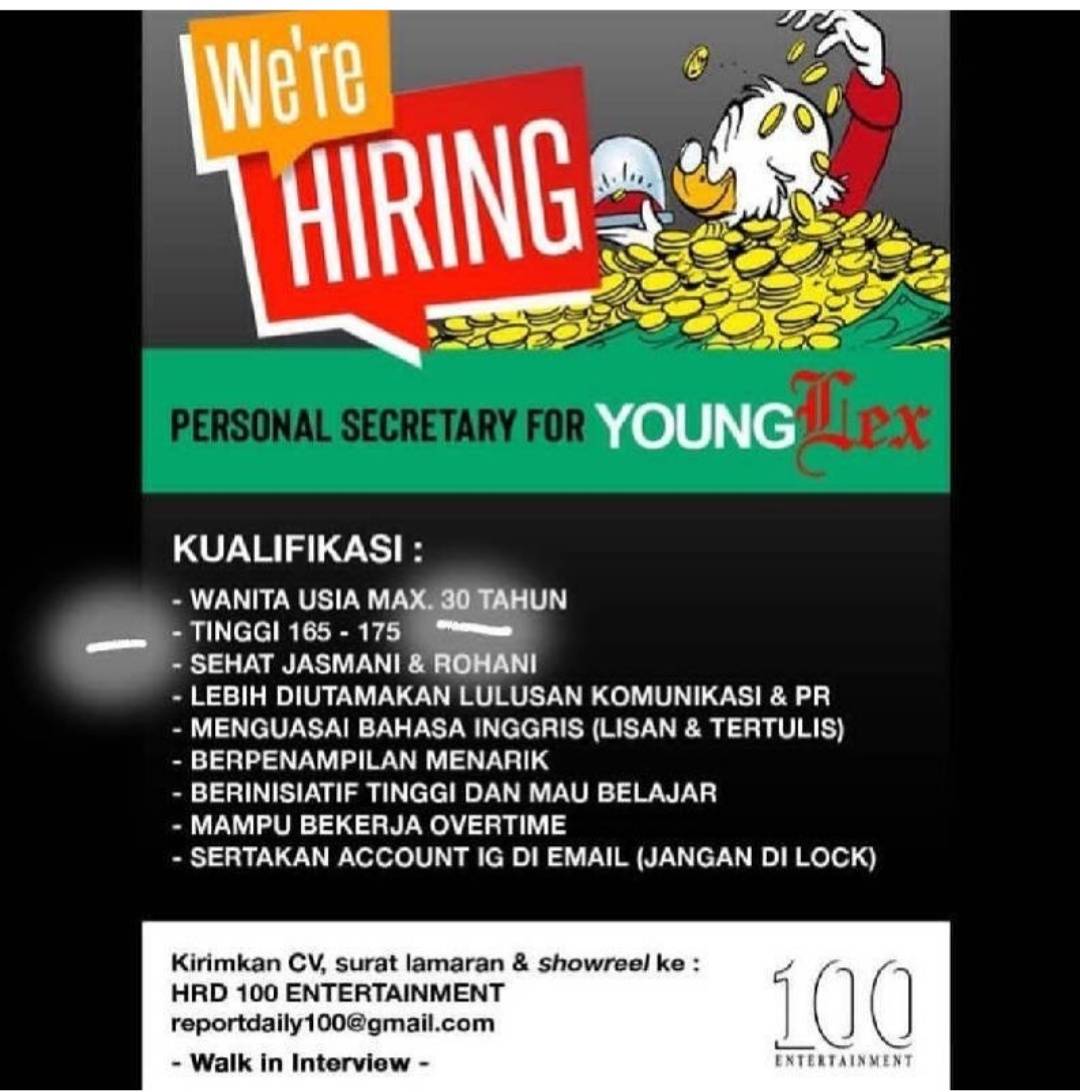 We're
HIRING
PERSONAL SECRETARY FOR YOUNG Lex
KUALIFIKASI :
- WANITA USIA MAX. 30 TAHUN
- TINGGI 165 - 175
- SEHAT JASMANI & ROHANI
- LEBIH DIUTAMAKAN LULUSAN KOMUNIKASI & PR
- MENGUASAI BAHASA INGGRIS (LISAN & TERTULIS)
- BERPENAMPILAN MENARIK
- BERINISIATIF TINGGI DAN MAU BELAJAR
- MAMPU BEKERJA OVERTIME
- SERTAKAN ACCOUNT IG DI EMAIL (JANGAN DI LOCK)
Kirimkan CV, surat lamaran & showreel ke :
HRD 100 ENTERTAINMENT
reportdaily100@gmail.com
- Walk in Interview -
100
ENTERTAINMENT